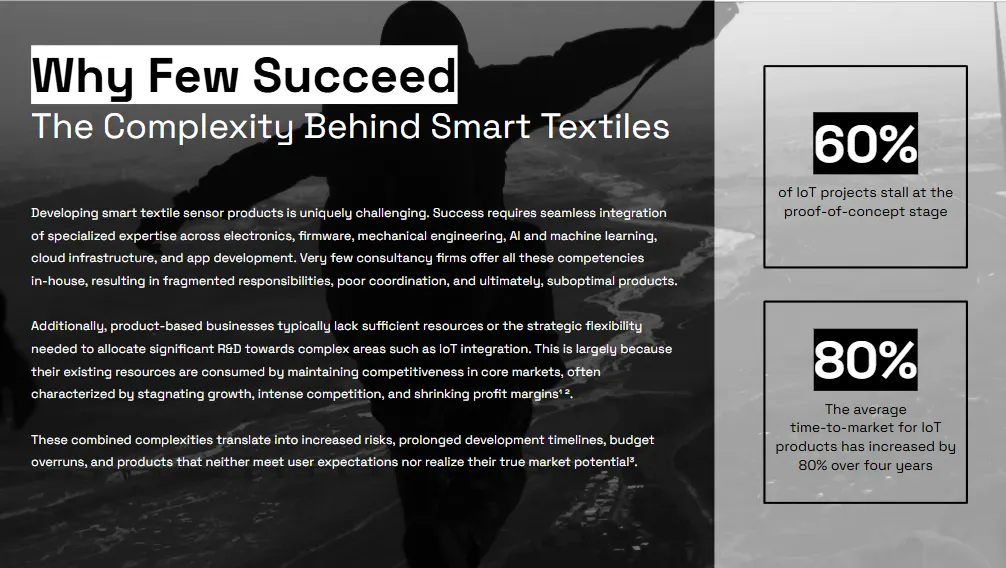 Why Few Succeed
The Complexity Behind Smart Textiles
Developing smart textile sensor products is uniquely challenging. Success requires seamless integration
of specialized expertise across electronics, firmware, mechanical engineering, AI and machine learning,
cloud infrastructure, and app development. Very few consultancy firms offer all these competencies
in-house, resulting in fragmented responsibilities, poor coordination, and ultimately, suboptimal products.
Additionally, product-based businesses typically lack sufficient resources or the strategic flexibility
needed to allocate significant R&D towards complex areas such as IoT integration. This is largely because
their existing resources are consumed by maintaining competitiveness in core markets, often
characterized by stagnating growth, intense competition, and shrinking profit margins¹ ².
These combined complexities translate into increased risks, prolonged development timelines, budget
overruns, and products that neither meet user expectations nor realize their true market potential³.
60%
of IoT projects stall at the
proof-of-concept stage
80%
The average
time-to-market for IoT
products has increased by
80% over four years